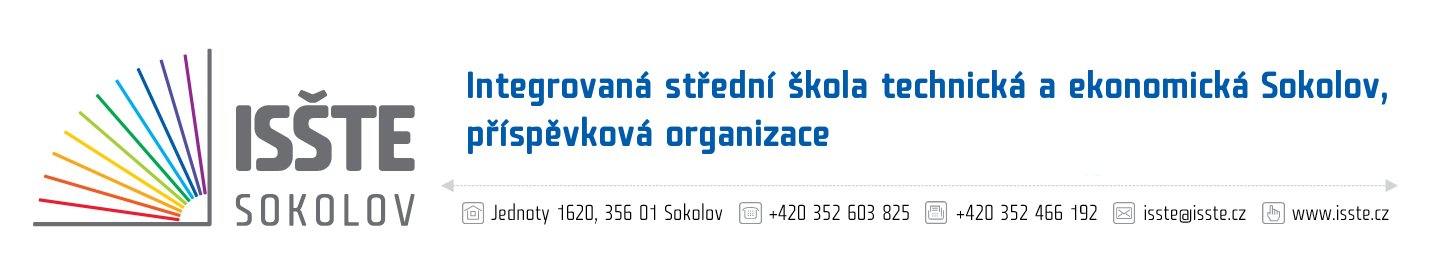 ISŠTE
SOKOLOV
Integrovaná střední škola technická a ekonomická Sokolov,
příspěvková organizace
Jednoty 1620, 356 01 Sokolov +420 352 603 825 +420 352 466 192 isste@isste.cz www.isste.cz